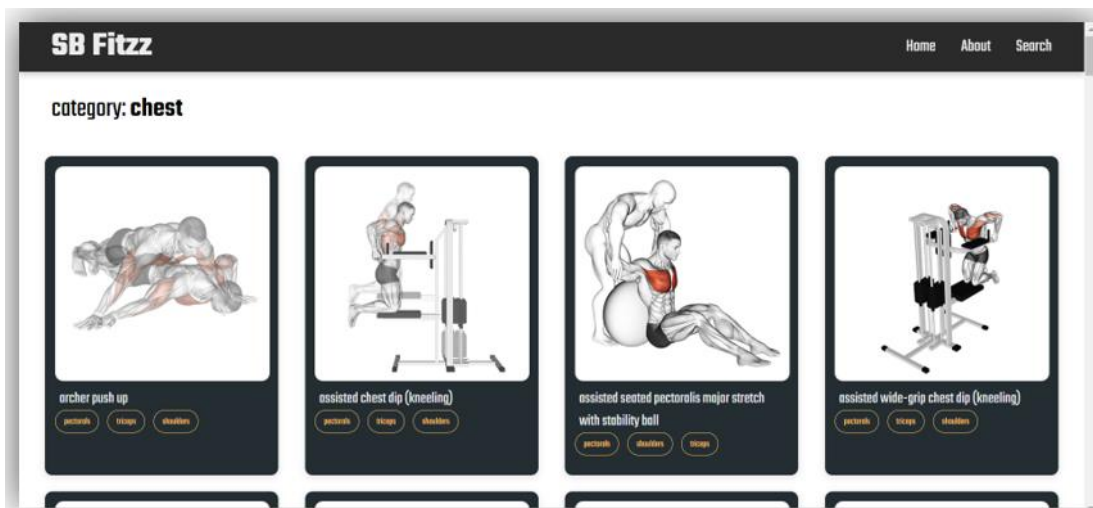 SB Fitzz
Home About Search
category: chest
archer push up
pectorals triceps shoulders
assisted chest dip (kneeling)
pectorals triceps shoulders
assisted seated pectoralis major stretch
with stability ball
pectorals shoulders triceps
assisted wide-grip chest dip (kneeling)
pectorals triceps shoulders